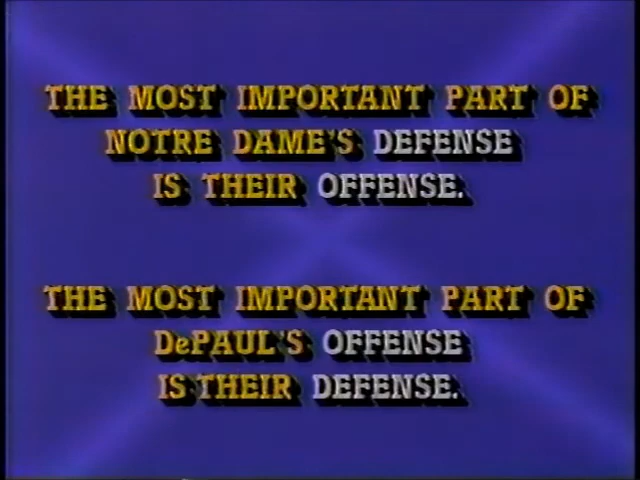 THE MOST IMPORTANT PART OF
NOTRE DAME'S DEFENSE
IS THEIR OFFENSE.
THE MOST IMPORTANT PART OF
DePAUL'S OFFENSE
IS THEIR DEFENSE.